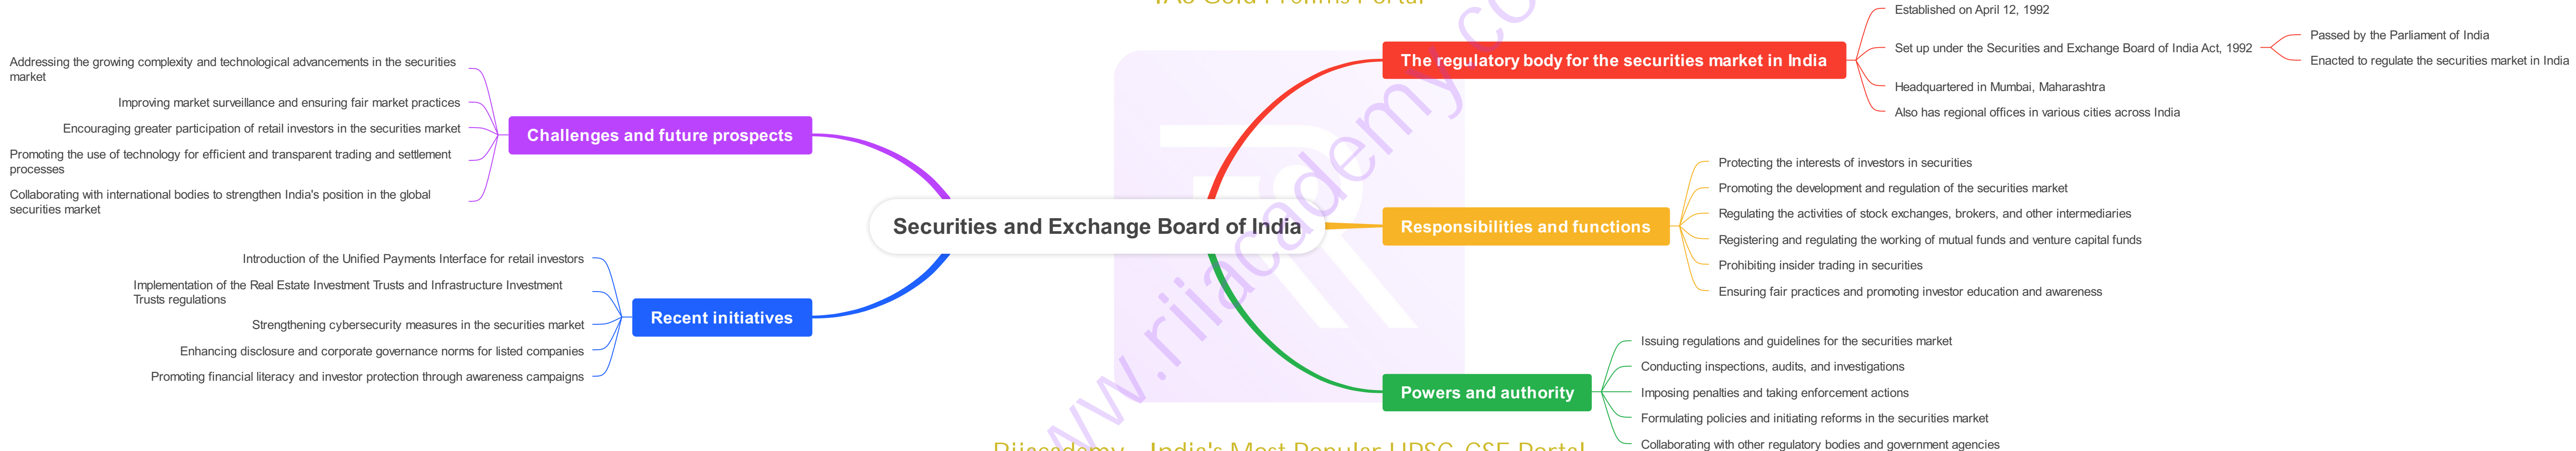 IAS Gold Prelims Portal
Securities and Exchange Board of India
The regulatory body for the securities market in India
Established on April 12, 1992
Set up under the Securities and Exchange Board of India Act, 1992
Passed by the Parliament of India
Enacted to regulate the securities market in India
Headquartered in Mumbai, Maharashtra
Also has regional offices in various cities across India
Responsibilities and functions
Protecting the interests of investors in securities
Promoting the development and regulation of the securities market
Regulating the activities of stock exchanges, brokers, and other intermediaries
Registering and regulating the working of mutual funds and venture capital funds
Prohibiting insider trading in securities
Ensuring fair practices and promoting investor education and awareness
Powers and authority
Issuing regulations and guidelines for the securities market
Conducting inspections, audits, and investigations
Imposing penalties and taking enforcement actions
Formulating policies and initiating reforms in the securities market
Collaborating with other regulatory bodies and government agencies
Challenges and future prospects
Addressing the growing complexity and technological advancements in the securities
market
Improving market surveillance and ensuring fair market practices
Encouraging greater participation of retail investors in the securities market
Promoting the use of technology for efficient and transparent trading and settlement
processes
Collaborating with international bodies to strengthen India's position in the global
securities market
Recent initiatives
Introduction of the Unified Payments Interface for retail investors
Implementation of the Real Estate Investment Trusts and Infrastructure Investment
Trusts regulations
Strengthening cybersecurity measures in the securities market
Enhancing disclosure and corporate governance norms for listed companies
Promoting financial literacy and investor protection through awareness campaigns
www.rijiacademy.co
India's Most Popular UPSC-CSE Portal